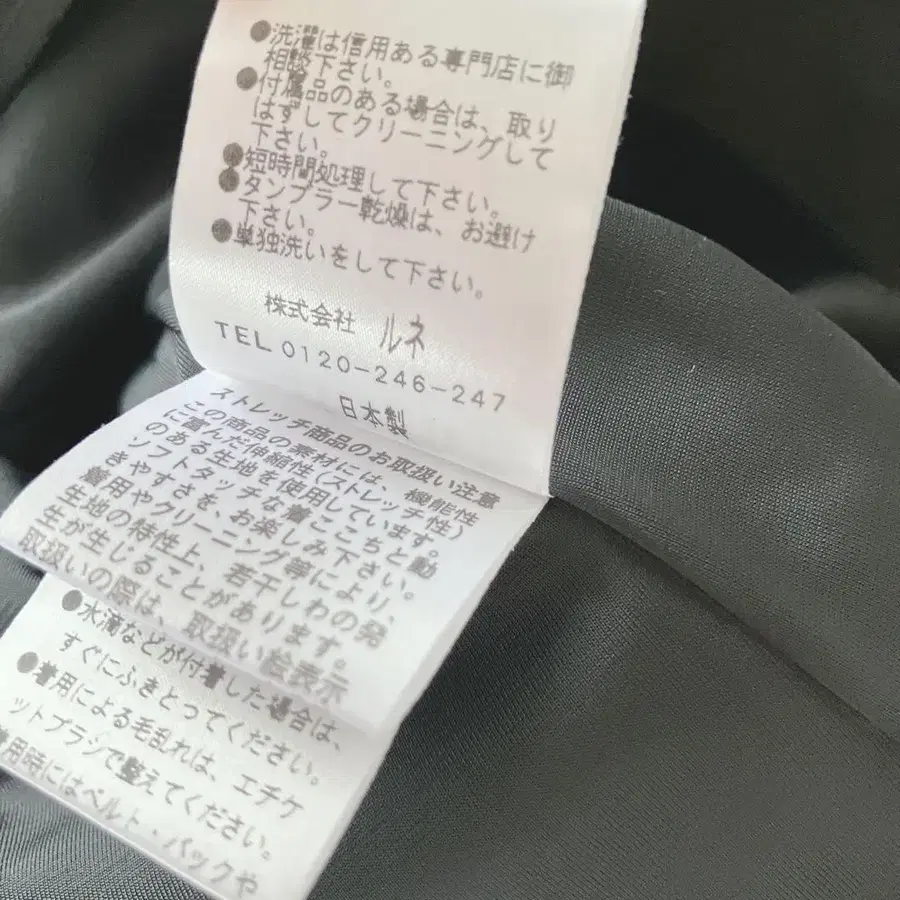 ●洗濯は信用ある専門店に御
相談下さい。
●付属品のある場合は、取り
はずしてクリーニングして
下さい。
●短時間処理して下さい。
●タンブラー乾燥は、お避け
下さい。
●単独洗いをして下さい。
株式会社 ルネ
TEL 0120-246-247
日本製
ストレッチ商品のお取扱い注意
この商品の素材には、機能性
に富んだ伸縮性(ストレッチ性)
のある生地を使用しています。
ソフトタッチな着ごこちと動
きやすさを、お楽しみ下さい。
着用やクリーニング等により、
生地の特性上、若干しわの発
生が生じることがあります。
取扱いの際は、取扱い絵表示
●水滴などが付着した場合は、
すぐにふきとってください。
●着用による毛乱れは、エチケ
ットブラシで整えてください。
着用時にはベルト・バックや